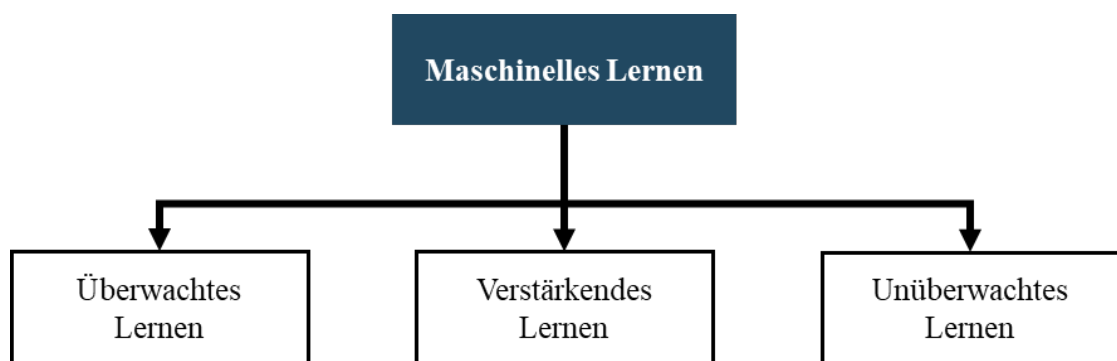 Maschinelles Lernen
Überwachtes
Lernen
Verstärkendes
Lernen
Unüberwachtes
Lernen